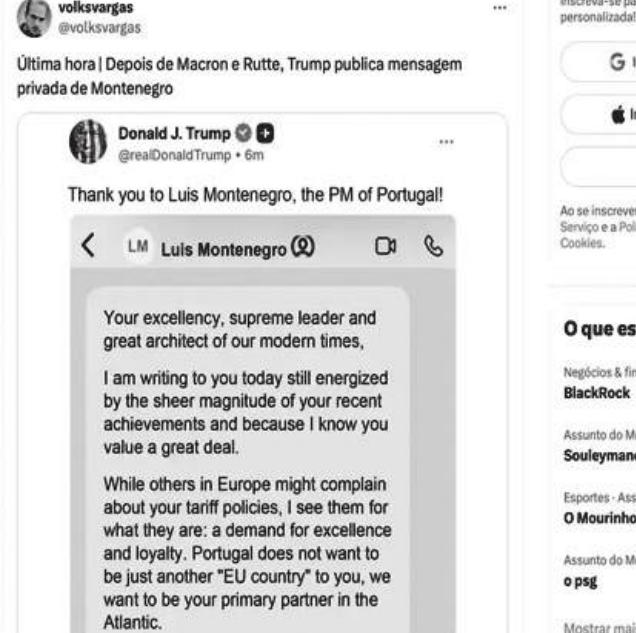 volksvargas
@volksvargas
Última hora | Depois de Macron e Rutte, Trump publica mensagem
privada de Montenegro
Donald J. Trump
@realDonaldTrump • 6m
Thank you to Luis Montenegro, the PM of Portugal!
LM Luis Montenegro
Your excellency, supreme leader and
great architect of our modern times,
I am writing to you today still energized
by the sheer magnitude of your recent
achievements and because I know you
value a great deal.
While others in Europe might complain
about your tariff policies, I see them for
what they are: a demand for excellence
and loyalty. Portugal does not want to
be just another "EU country" to you, we
want to be your primary partner in the
Atlantic.
personalizada!
G
Ao se inscrever
Serviço e a
Cookies.
O que es
Negócios & fin
BlackRock
Assunto do M
Souleyman
Esportes · Ass
O Mourinho
Assunto do M
o psg
Mostrar mai